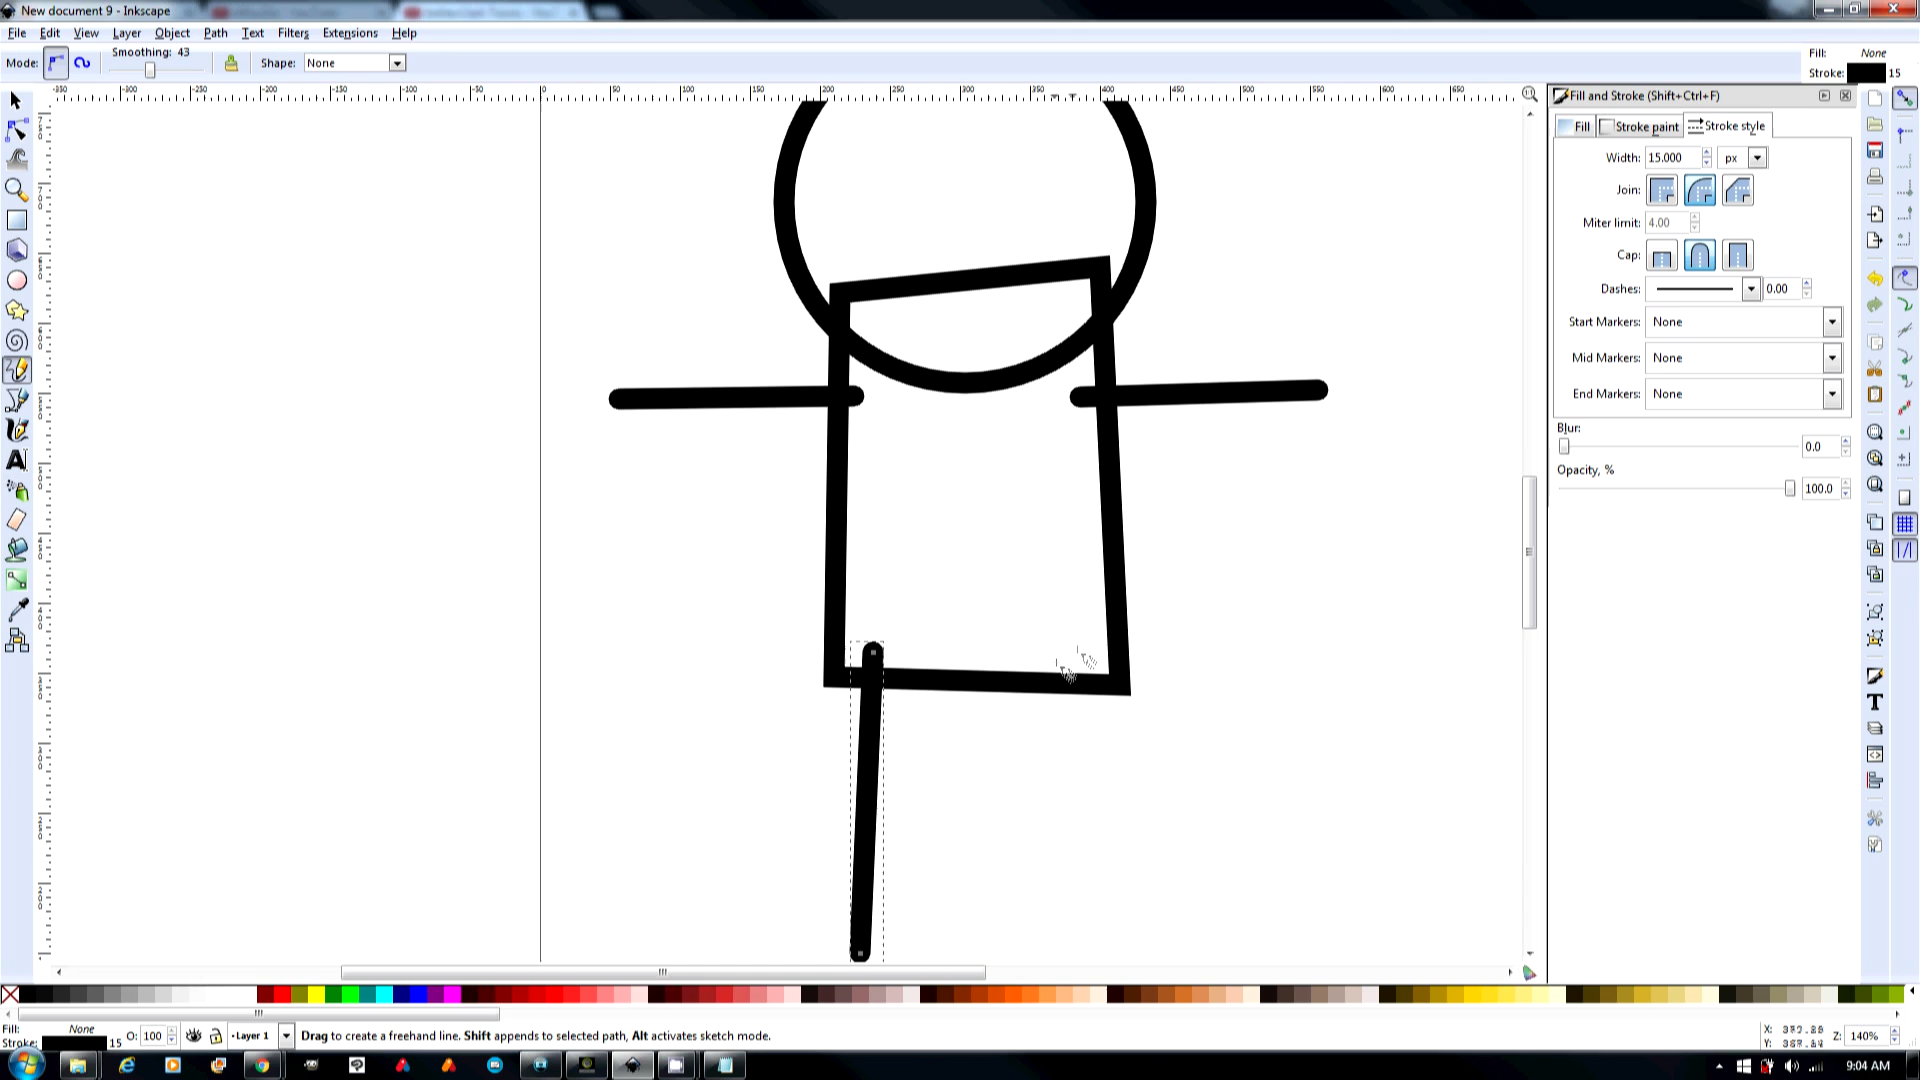 New document 9 - Inkscape
File Edit View Layer Object Path Text Filters Extensions Help
Mode: Smoothing: 43 Shape: None
Fill: None
Stroke: 15
Fill and Stroke (Shift+Ctrl+F)
Fill Stroke paint Stroke style
Width: 15.000 px
Join:
Miter limit: 4.00
Cap:
Dashes: 0.00
Start Markers: None
Mid Markers: None
End Markers: None
Blur:
0.0
Opacity, %
100.0
Fill: None
Stroke: 15 O: 100 Layer 1 Drag to create a freehand line. Shift appends to selected path, Alt activates sketch mode.
X:
Y:
Z: 140%
9:04 AM